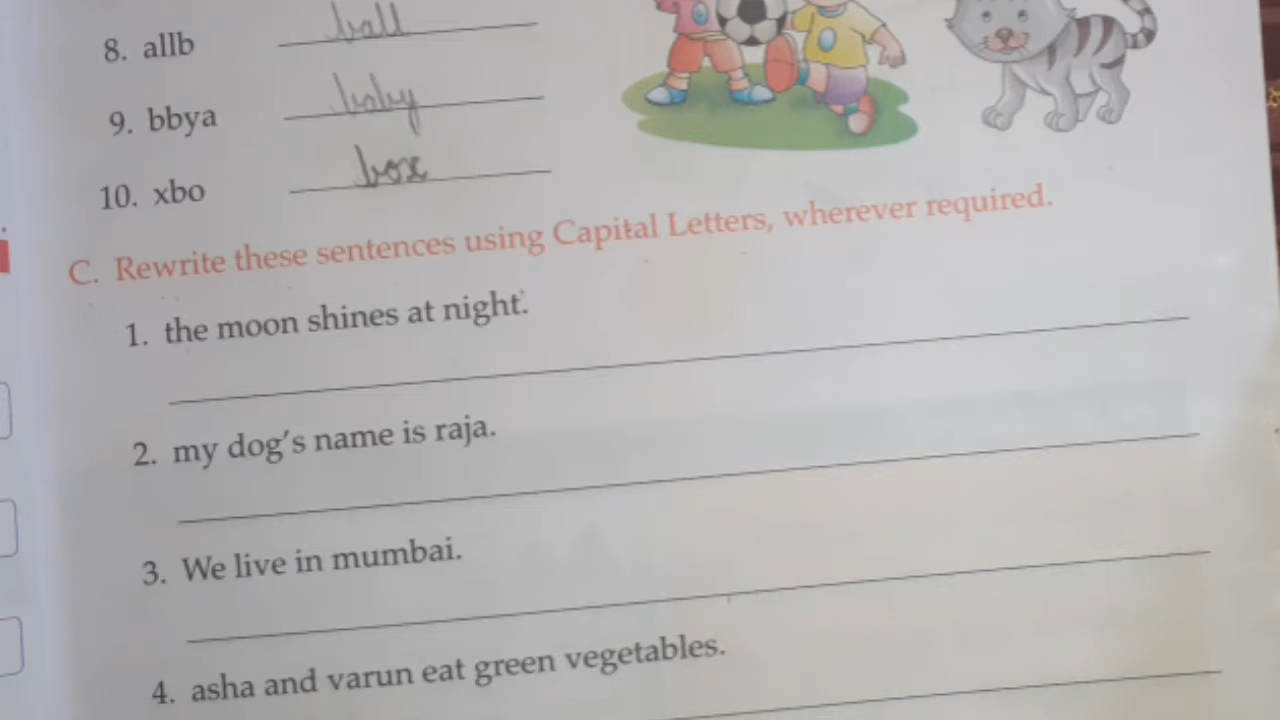 8. allb ball
9. bbya baby
10. xbo box
C. Rewrite these sentences using Capital Letters, wherever required.
1. the moon shines at night.
2. my dog's name is raja.
3. We live in mumbai.
4. asha and varun eat green vegetables.